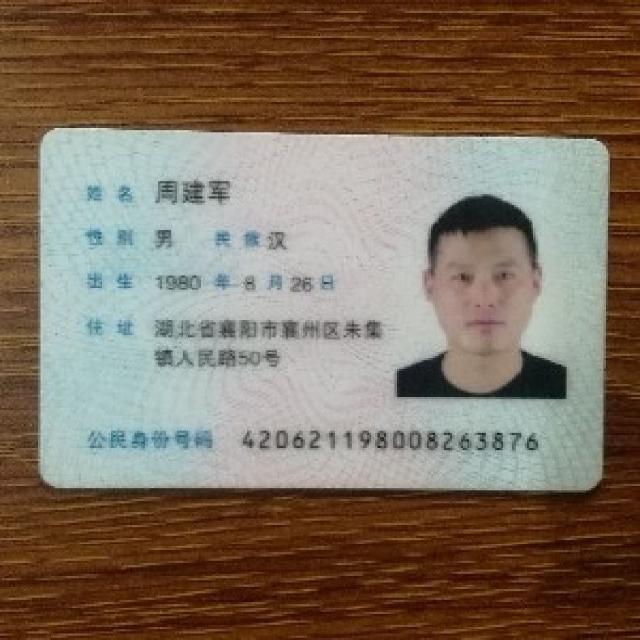 姓名 周建军
性别 男 民族 汉
出生 1980 年 8 月 26 日
住址 湖北省襄阳市襄州区朱集
镇人民路50号
公民身份号码 420621198008263876